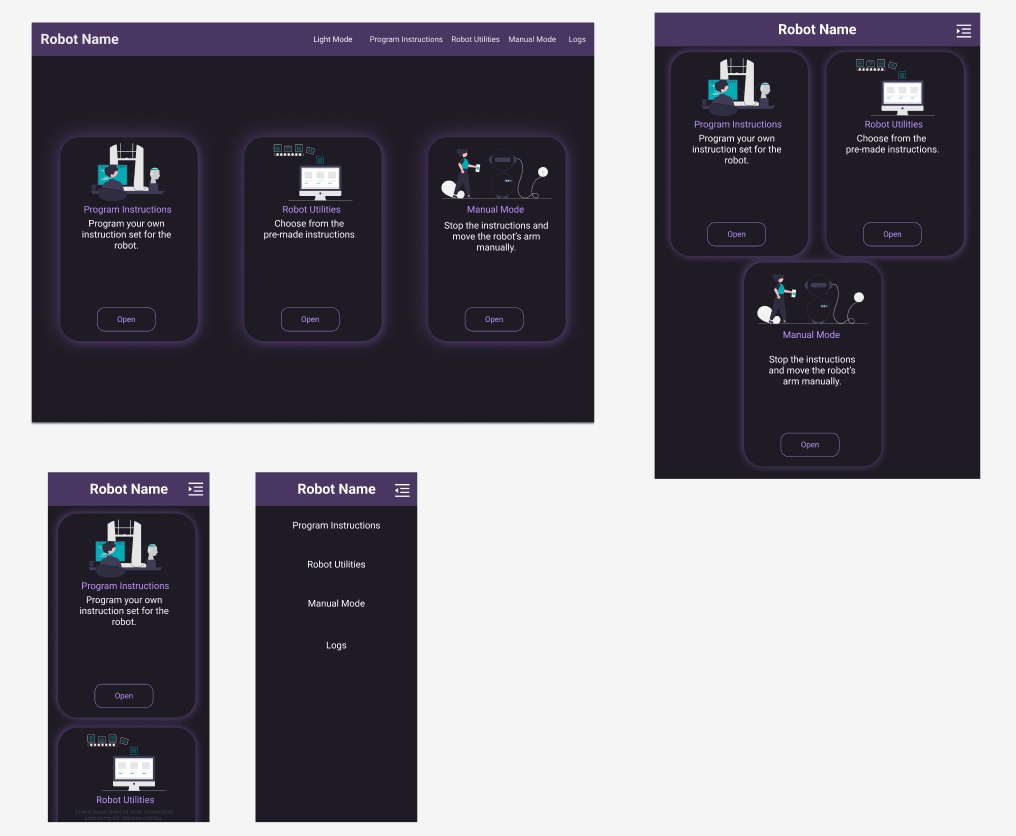 Robot Name
Light Mode
Program Instructions
Robot Utilities
Manual Mode
Logs
Program Instructions
Program your own
instruction set for the
robot.
Open
Robot Utilities
Choose from the
pre-made instructions
Open
Manual Mode
Stop the instructions and
move the robot's arm
manually.
Open
Robot Name
Program Instructions
Program your own
instruction set for the
robot.
Open
Robot Utilities
Choose from the
pre-made instructions.
Open
Manual Mode
Stop the instructions
and move the robot's
arm manually.
Open
Robot Name
Program Instructions
Program your own
instruction set for the
robot.
Open
Robot Utilities
Robot Name
Program Instructions
Robot Utilities
Manual Mode
Logs